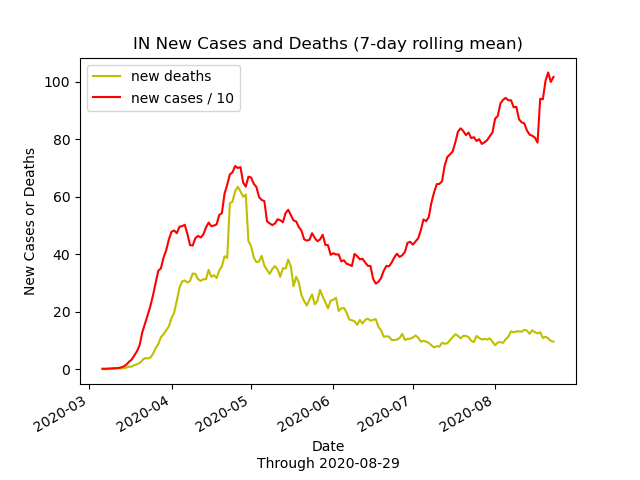 IN New Cases and Deaths (7-day rolling mean)
new deaths
new cases / 10
New Cases or Deaths
100
80
60
40
20
0
2020-03
2020-04
2020-05
2020-06
2020-07
2020-08
Date
Through 2020-08-29